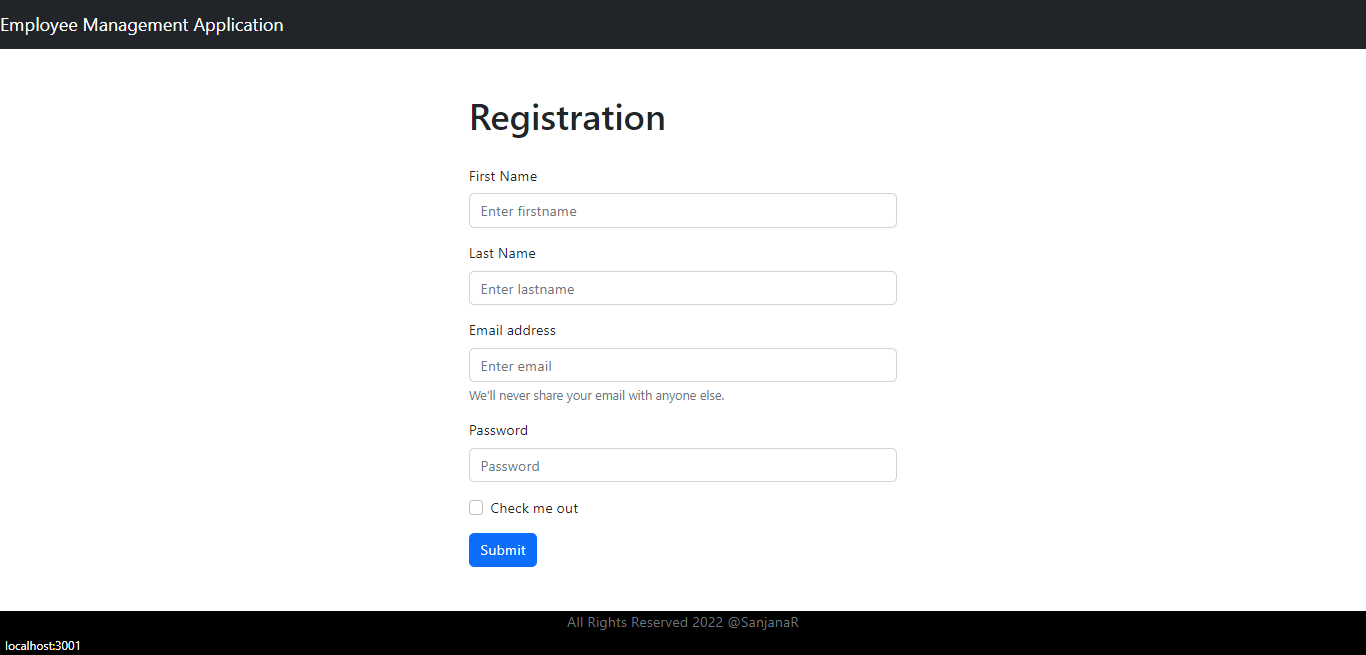 Employee Management Application
Registration
First Name
Enter firstname
Last Name
Enter lastname
Email address
Enter email
We'll never share your email with anyone else.
Password
Password
Check me out
Submit
All Rights Reserved 2022 @SanjanaR
localhost:3001